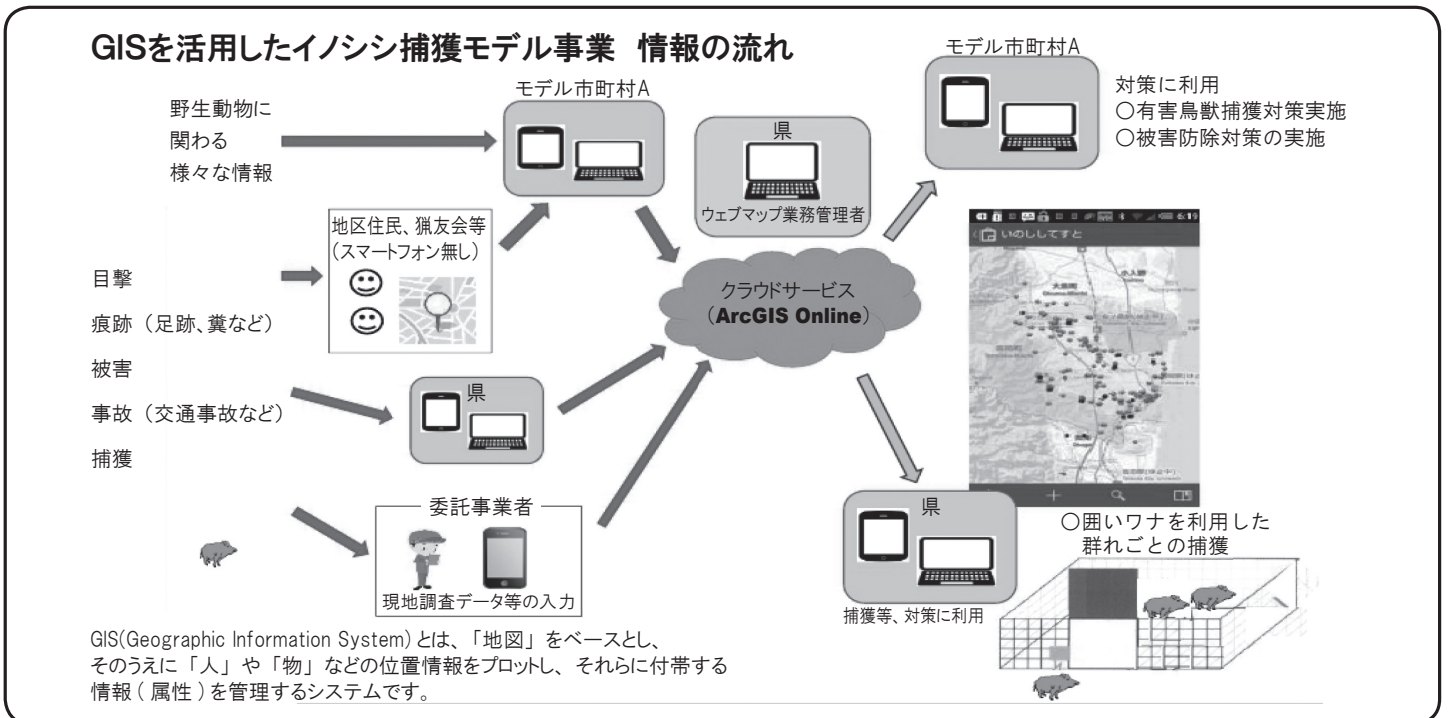 GISを活用したイノシシ捕獲モデル事業 情報の流れ
野生動物に
関わる
様々な情報
モデル市町村A
県
ウェブマップ業務管理者
モデル市町村A
対策に利用
〇有害鳥獣捕獲対策実施
〇被害防除対策の実施
地区住民、猟友会等
(スマートフォン無し)
目撃
痕跡（足跡、糞など）
被害
事故（交通事故など）
捕獲
クラウドサービス
（ArcGIS Online）
県
委託事業者
現地調査データ等の入力
6:19
いのししてすと
県
捕獲等、対策に利用
〇囲いワナを利用した
群れごとの捕獲
GIS(Geographic Information System)とは、「地図」をベースとし、
そのうえに「人」や「物」などの位置情報をプロットし、それらに付帯する
情報(属性)を管理するシステムです。